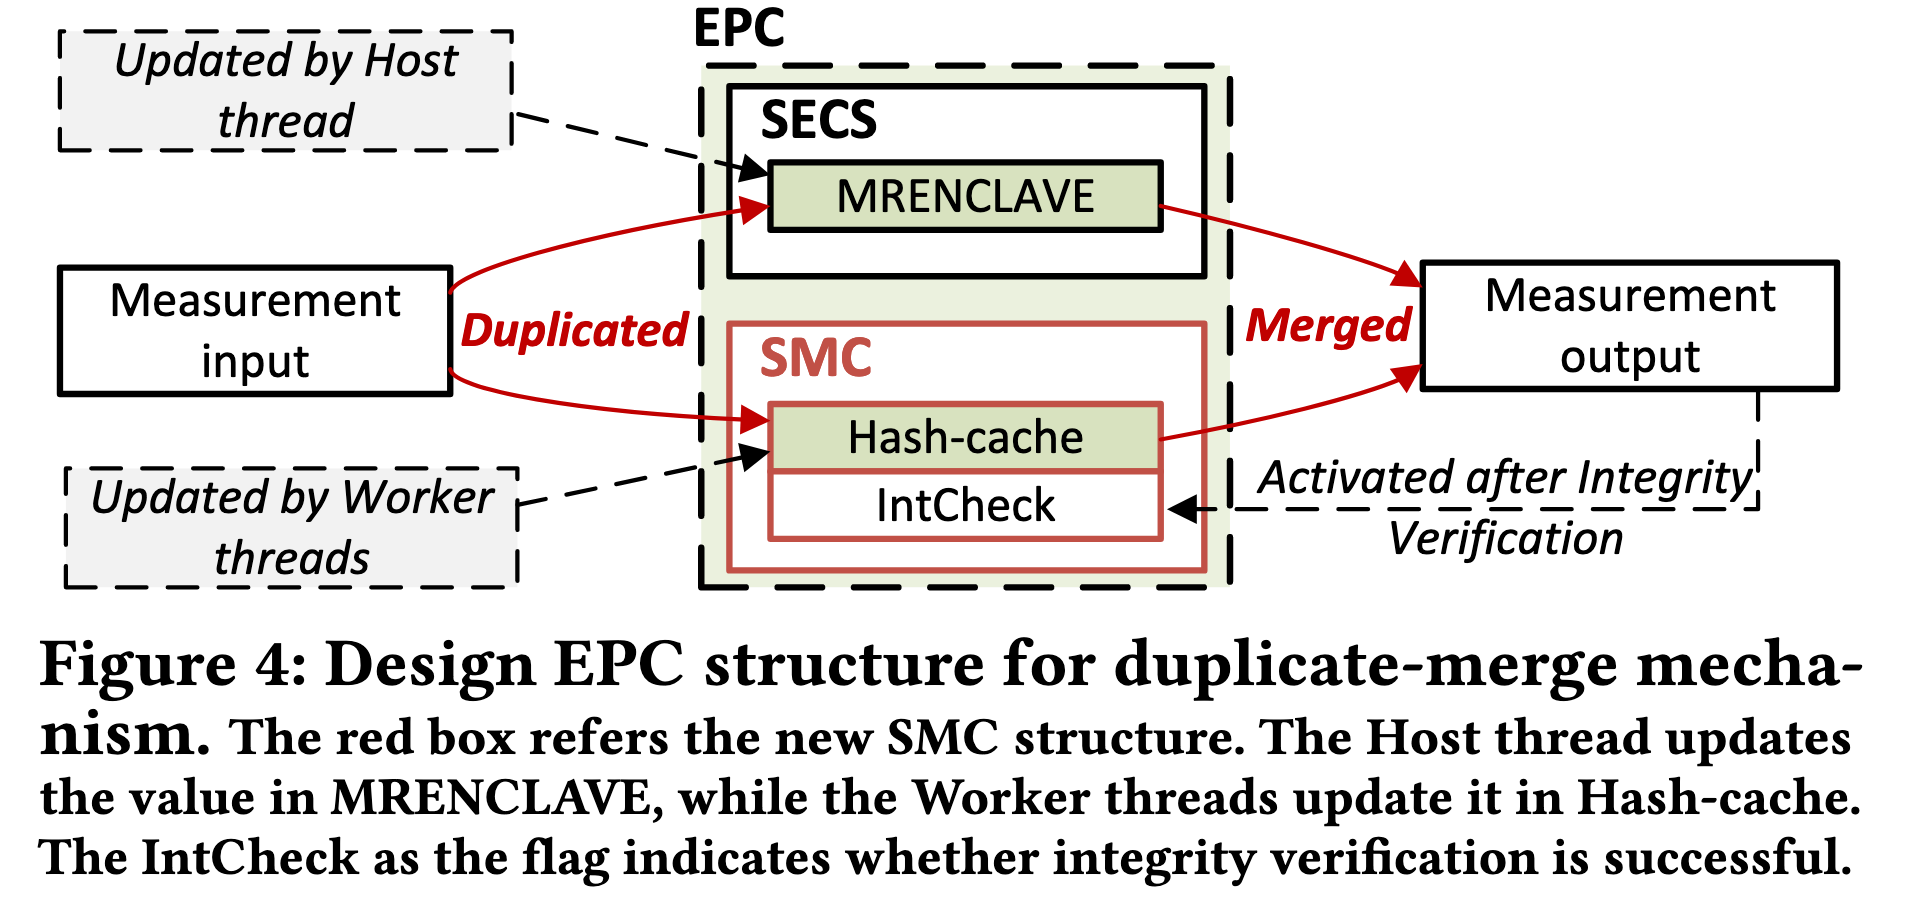 EPC
Updated by Host
thread
SECS
MRENCLAVE
Measurement
input
Duplicated
Merged
Measurement
output
SMC
Hash-cache
IntCheck
Updated by Worker
threads
Activated after Integrity
Verification
Figure 4: Design EPC structure for duplicate-merge mecha-
nism. The red box refers the new SMC structure. The Host thread updates
the value in MRENCLAVE, while the Worker threads update it in Hash-cache.
The IntCheck as the flag indicates whether integrity verification is successful.